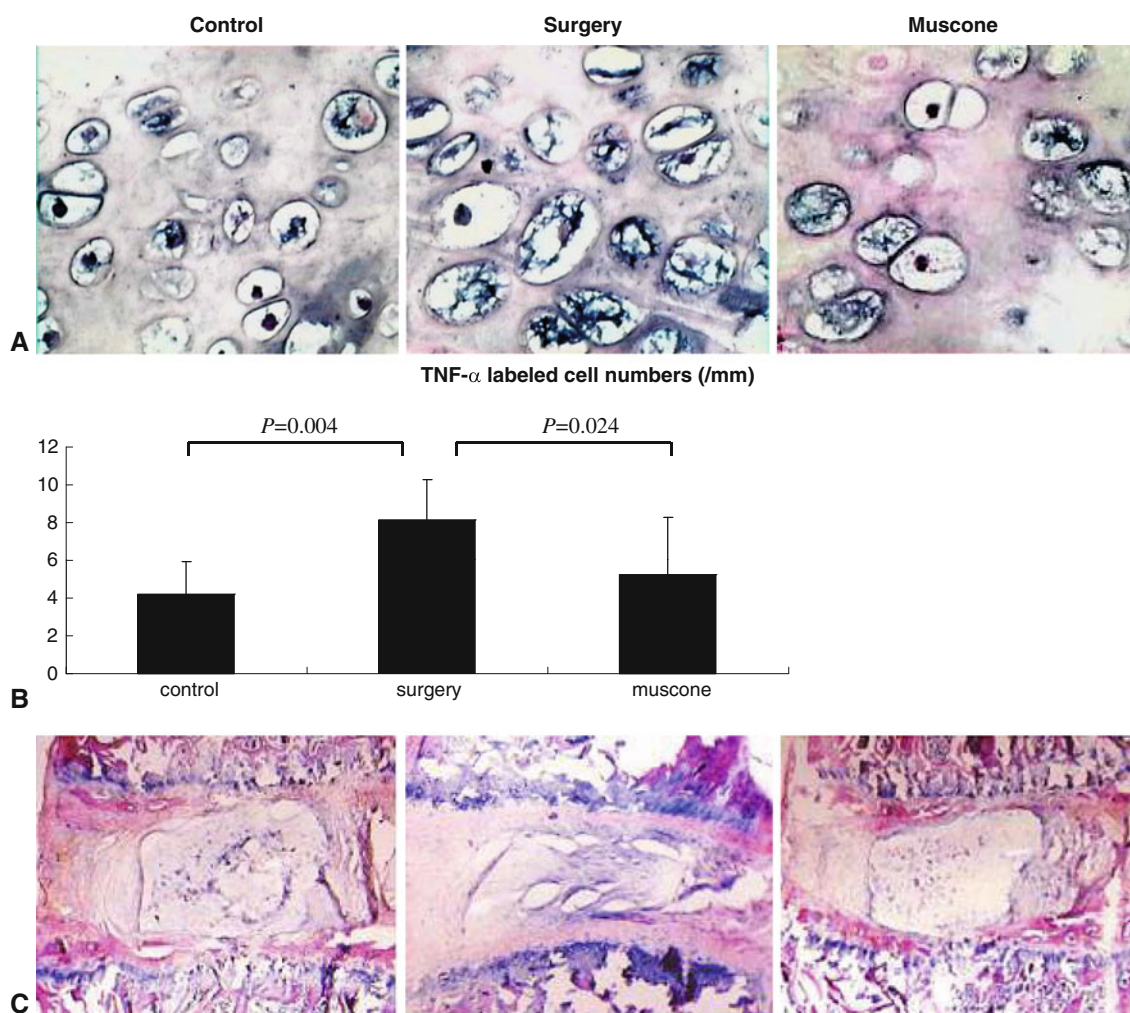 Control Surgery Muscone
A
TNF-α labeled cell numbers (/mm)
P=0.004 P=0.024
12
10
8
6
4
2
0
control surgery muscone
B
C